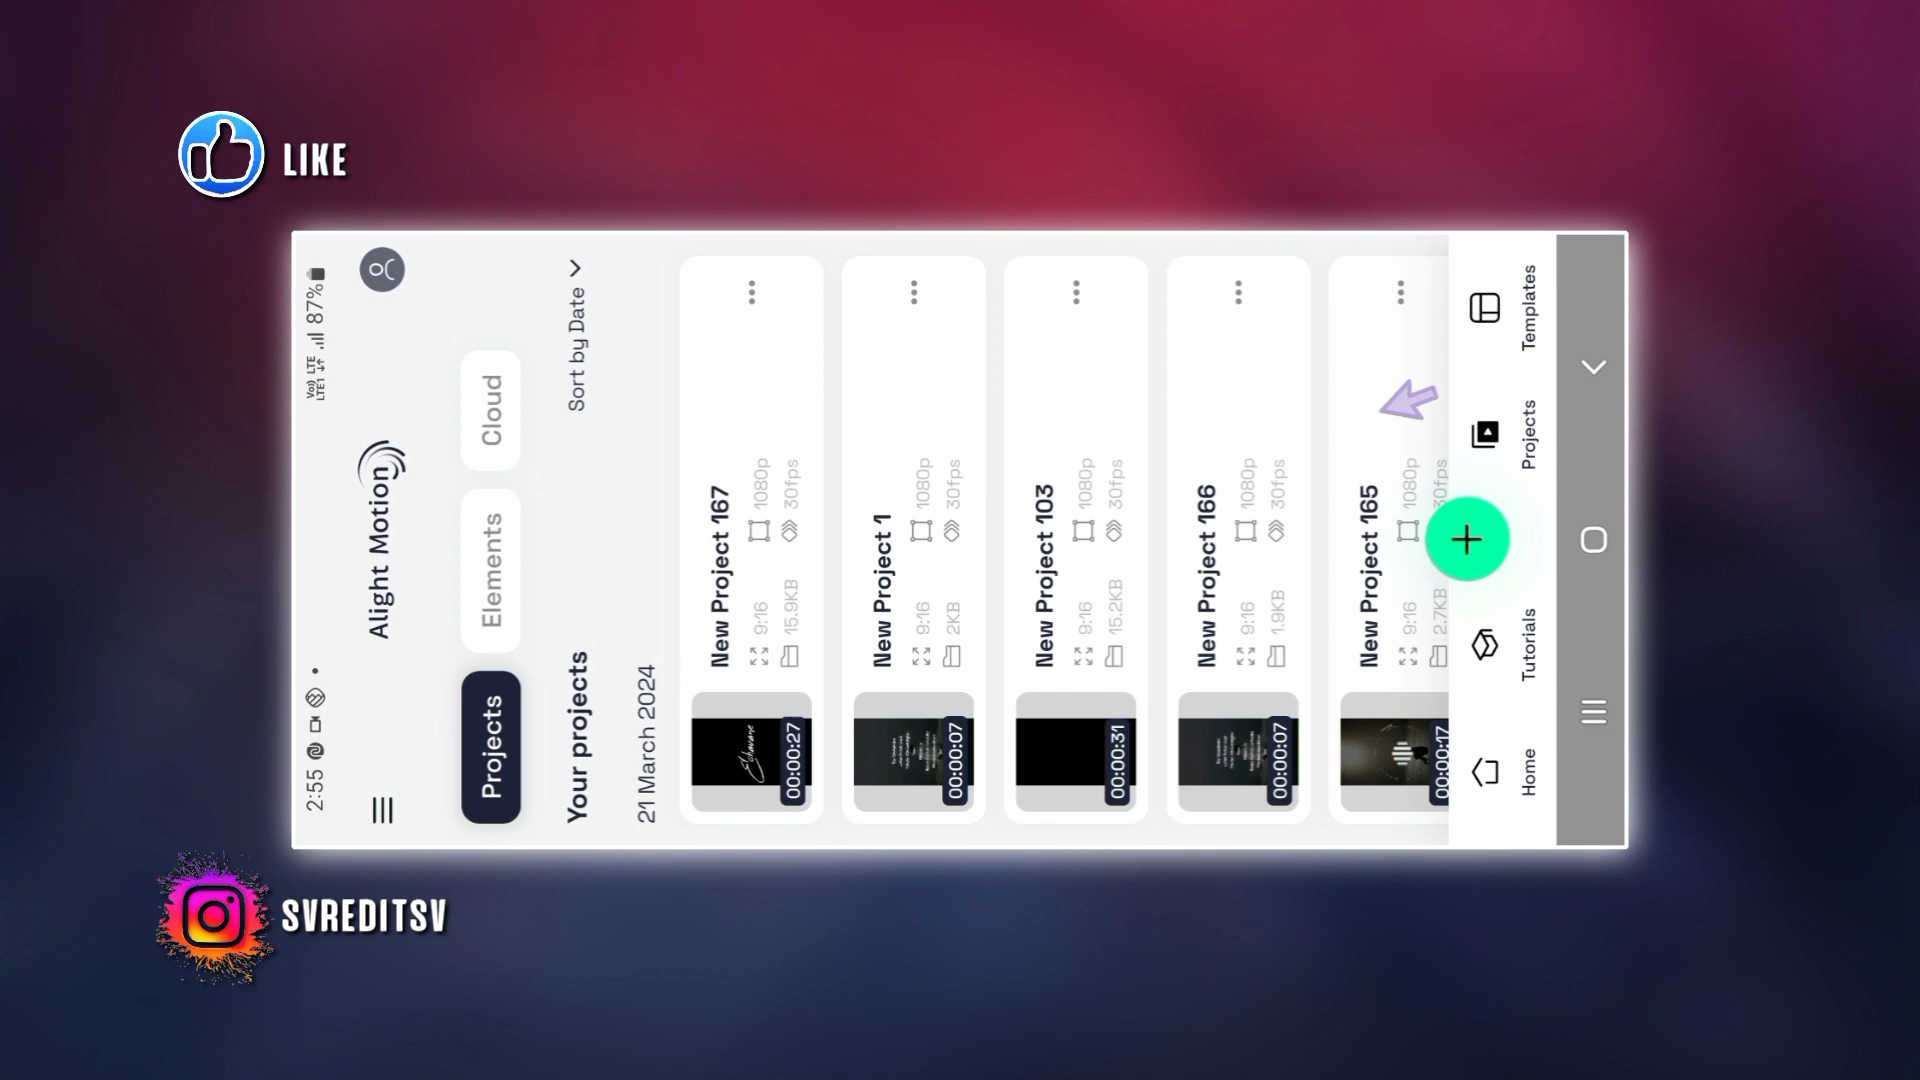 LIKE
2:55
Vo)) LTE
LTE1
87%
Alight Motion
Projects
Elements
Cloud
Your projects
Sort by Date
21 March 2024
New Project 167
9:16
1080p
15.9KB
30fps
00:00:27
New Project 1
9:16
1080p
2KB
30fps
00:00:07
New Project 103
9:16
1080p
15.2KB
30fps
00:00:31
New Project 166
9:16
1080p
1.9KB
30fps
00:00:07
New Project 165
9:16
1080p
2.7KB
30fps
00:00:17
Home
Tutorials
Projects
Templates
SVREDITSV